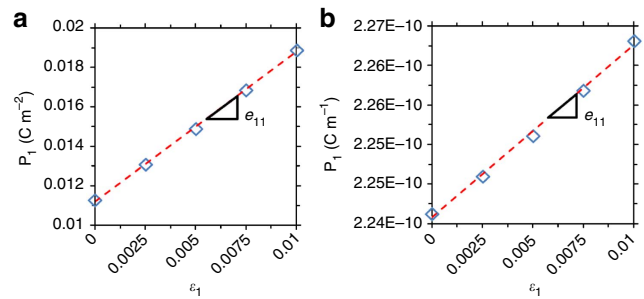 a
0.02
0.018
0.016
0.014
0.012
0.01
P₁ (C m⁻²)
e₁₁
0
0.0025
0.005
0.0075
0.01
ε₁
b
2.27E−10
2.26E−10
2.26E−10
2.25E−10
2.25E−10
2.24E−10
P₁ (C m⁻¹)
e₁₁
0
0.0025
0.005
0.0075
0.01
ε₁